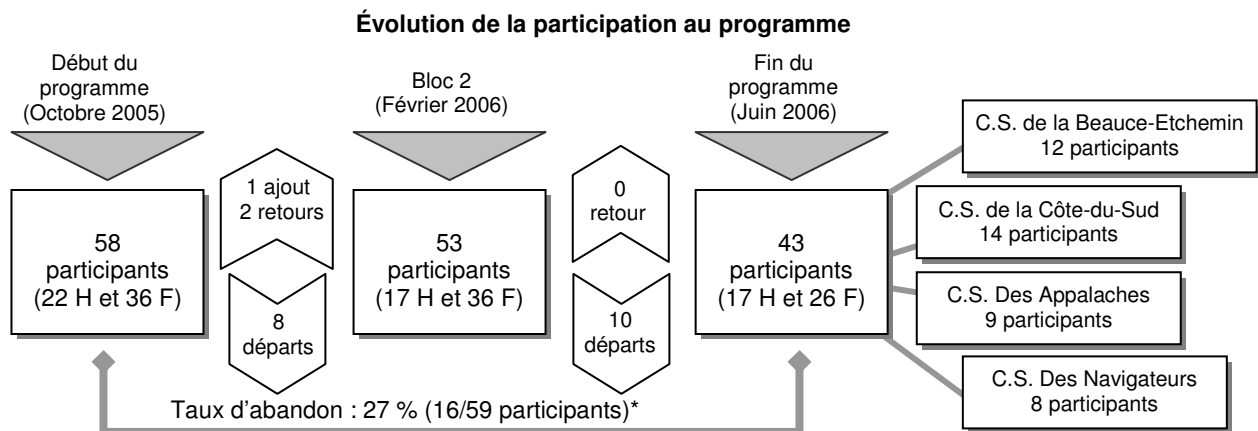 Évolution de la participation au programme
Début du
programme
(Octobre 2005)
Bloc 2
(Février 2006)
Fin du
programme
(Juin 2006)
58
participants
(22 H et 36 F)
1 ajout
2 retours
8
départs
53
participants
(17 H et 36 F)
0
retour
10
départs
43
participants
(17 H et 26 F)
C.S. de la Beauce-Etchemin
12 participants
C.S. de la Côte-du-Sud
14 participants
C.S. Des Appalaches
9 participants
C.S. Des Navigateurs
8 participants
Taux d’abandon : 27 % (16/59 participants)*